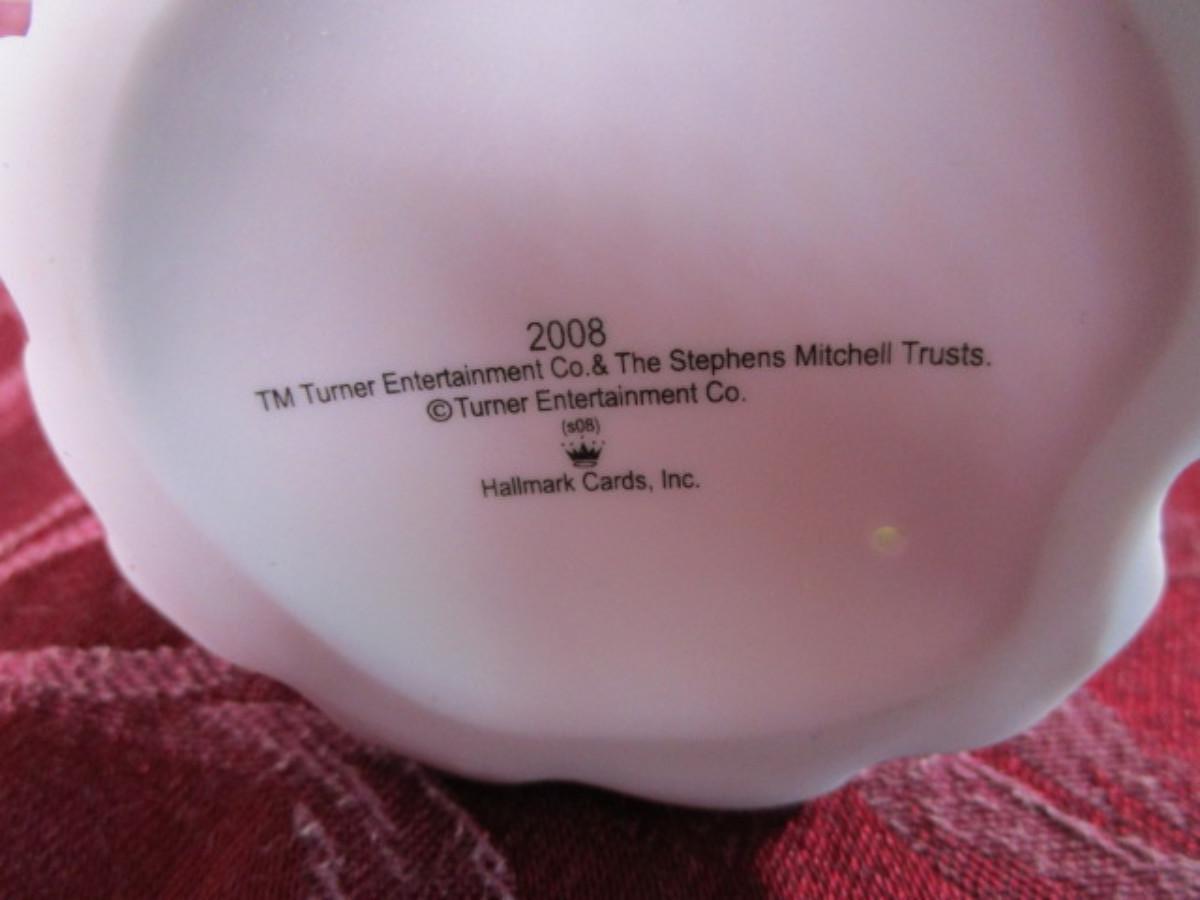 2008
TM Turner Entertainment Co.& The Stephens Mitchell Trusts.
©Turner Entertainment Co.
(s08)
Hallmark Cards, Inc.